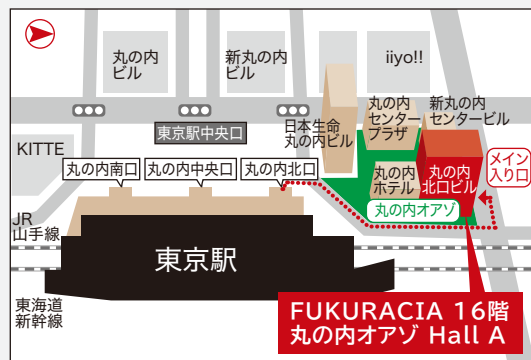 丸の内
ビル
新丸の内
ビル
iiyo!!
東京駅中央口
日本生命
丸の内ビル
丸の内
センター
プラザ
新丸の内
センタービル
KITTE
丸の内南口
丸の内中央口
丸の内北口
丸の内
ホテル
丸の内
北口ビル
メイン
入り口
丸の内オアゾ
JR
山手線
東京駅
東海道
新幹線
FUKURACIA 16階
丸の内オアゾ Hall A